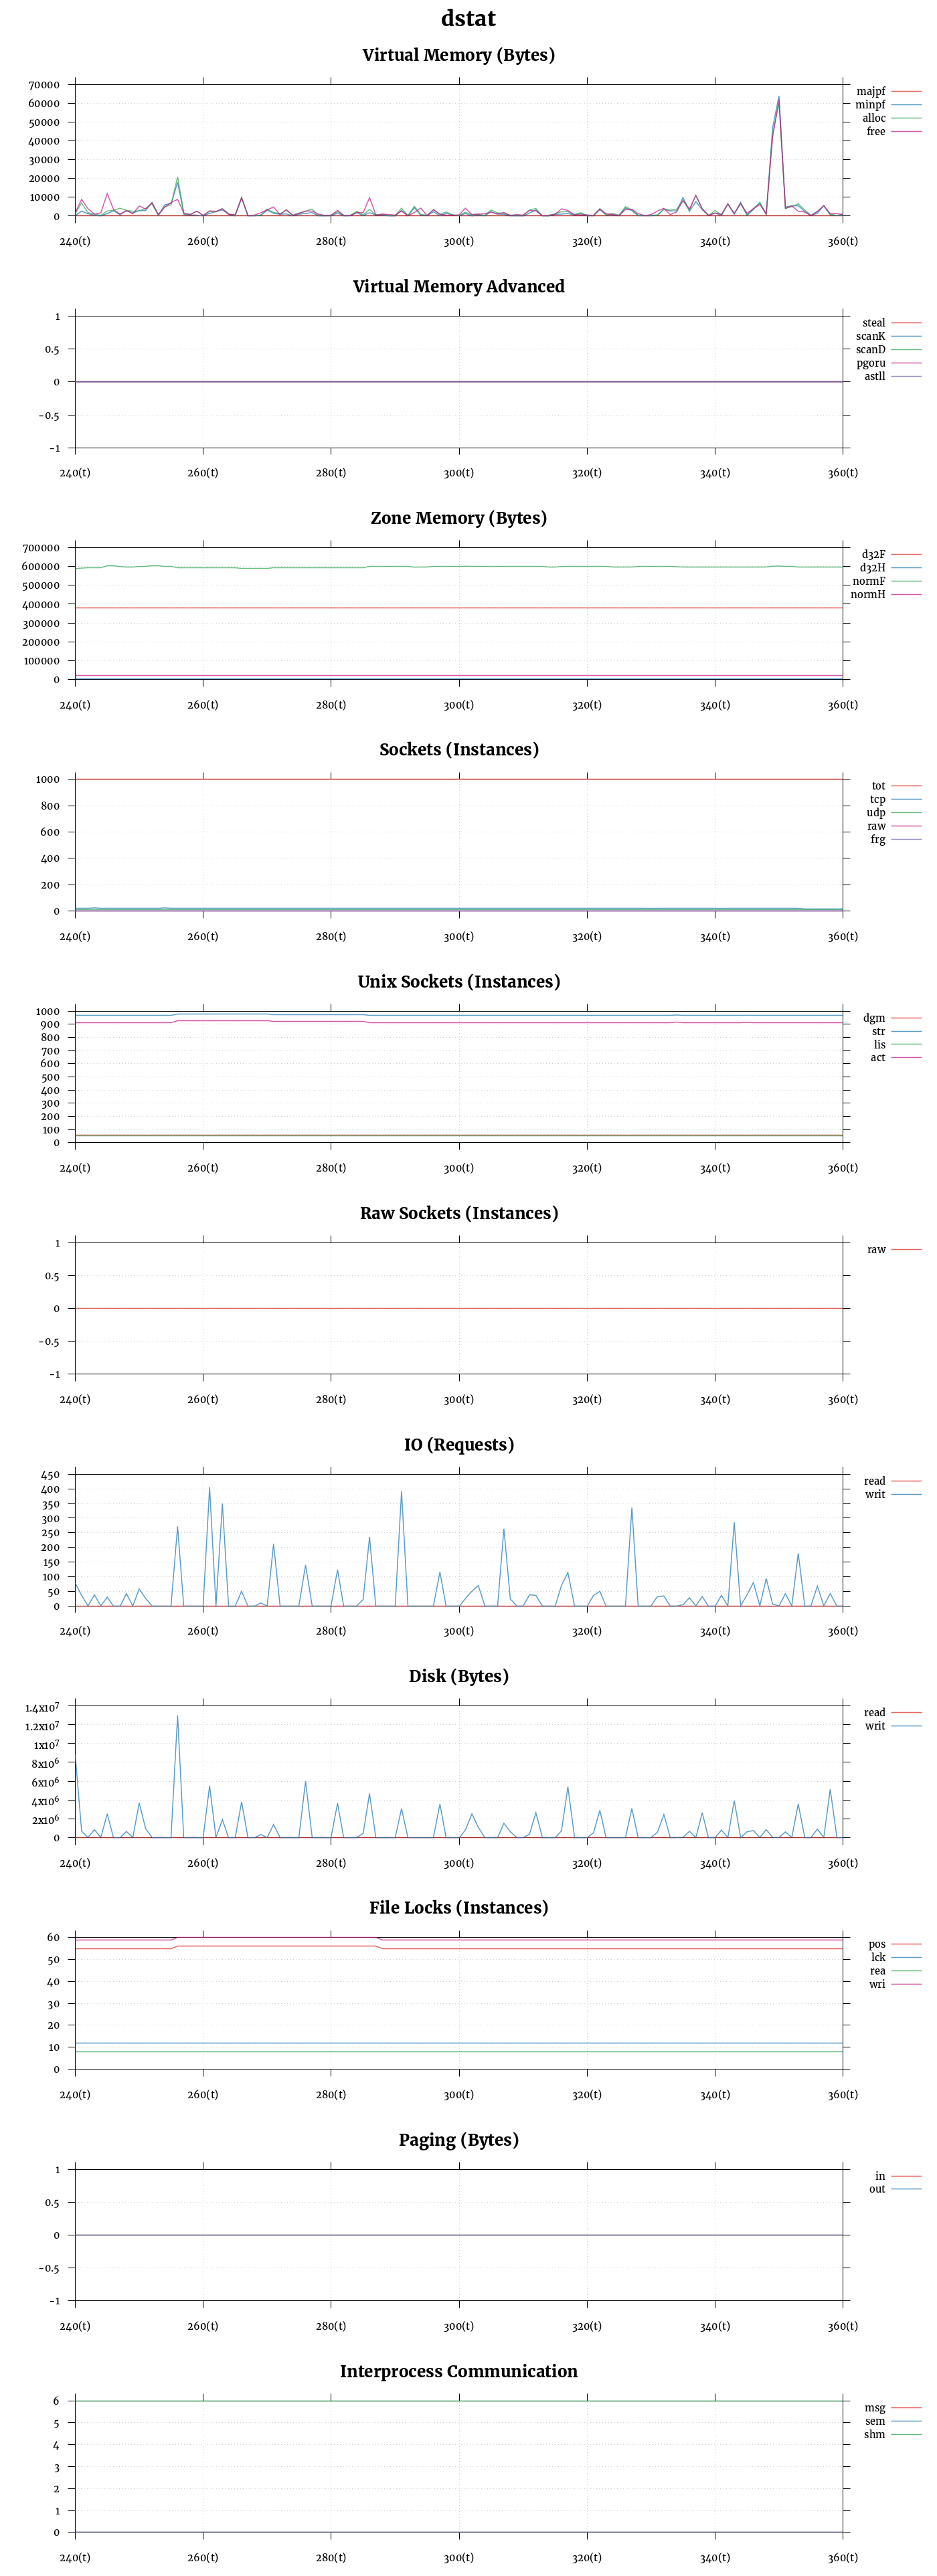 dstat
Virtual Memory (Bytes)
70000
60000
50000
40000
30000
20000
10000
0
240(t) 260(t) 280(t) 300(t) 320(t) 340(t) 360(t)
majpf
minpf
alloc
free
Virtual Memory Advanced
1
0.5
0
-0.5
-1
240(t) 260(t) 280(t) 300(t) 320(t) 340(t) 360(t)
steal
scanK
scanD
pgoru
astll
Zone Memory (Bytes)
700000
600000
500000
400000
300000
200000
100000
0
240(t) 260(t) 280(t) 300(t) 320(t) 340(t) 360(t)
d32F
d32H
normF
normH
Sockets (Instances)
1000
800
600
400
200
0
240(t) 260(t) 280(t) 300(t) 320(t) 340(t) 360(t)
tot
tcp
udp
raw
frg
Unix Sockets (Instances)
1000
900
800
700
600
500
400
300
200
100
0
240(t) 260(t) 280(t) 300(t) 320(t) 340(t) 360(t)
dgm
str
lis
act
Raw Sockets (Instances)
1
0.5
0
-0.5
-1
240(t) 260(t) 280(t) 300(t) 320(t) 340(t) 360(t)
raw
IO (Requests)
450
400
350
300
250
200
150
100
50
0
240(t) 260(t) 280(t) 300(t) 320(t) 340(t) 360(t)
read
writ
Disk (Bytes)
1.4x10⁷
1.2x10⁷
1x10⁷
8x10⁶
6x10⁶
4x10⁶
2x10⁶
0
240(t) 260(t) 280(t) 300(t) 320(t) 340(t) 360(t)
read
writ
File Locks (Instances)
60
50
40
30
20
10
0
240(t) 260(t) 280(t) 300(t) 320(t) 340(t) 360(t)
pos
lck
rea
wri
Paging (Bytes)
1
0.5
0
-0.5
-1
240(t) 260(t) 280(t) 300(t) 320(t) 340(t) 360(t)
in
out
Interprocess Communication
6
5
4
3
2
1
0
240(t) 260(t) 280(t) 300(t) 320(t) 340(t) 360(t)
msg
sem
shm